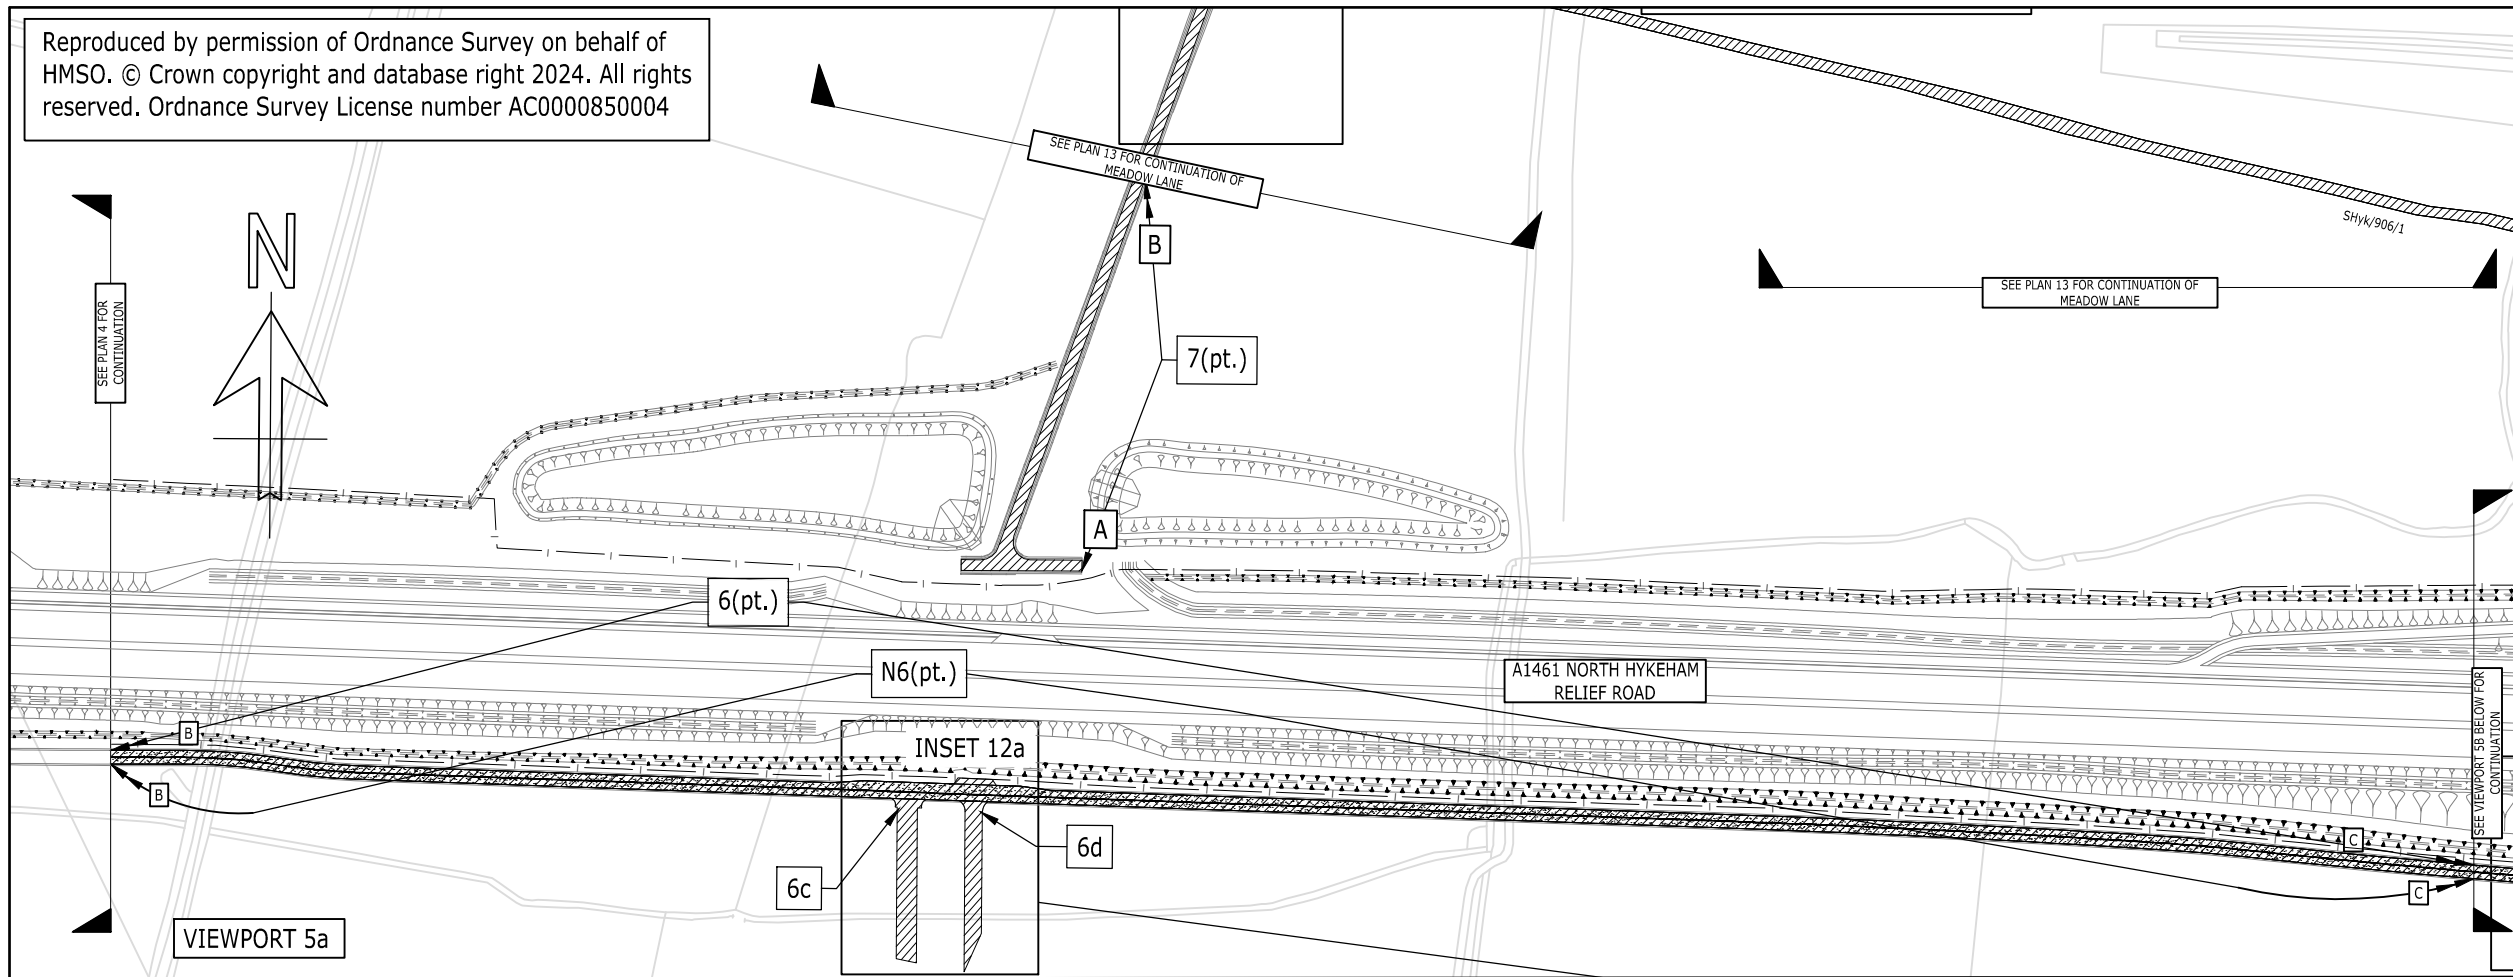 Reproduced by permission of Ordnance Survey on behalf of
HMSO. © Crown copyright and database right 2024. All rights
reserved. Ordnance Survey License number AC0000850004
SEE PLAN 13 FOR CONTINUATION OF
MEADOW LANE
SHyk/906/1
N
B
SEE PLAN 13 FOR CONTINUATION OF
MEADOW LANE
SEE PLAN 4 FOR
CONTINUATION
7(pt.)
A
6(pt.)
N6(pt.)
A1461 NORTH HYKEHAM
RELIEF ROAD
SEE VIEWPORT 5B BELOW FOR
CONTINUATION
B
INSET 12a
B
6d
C
6c
C
VIEWPORT 5a